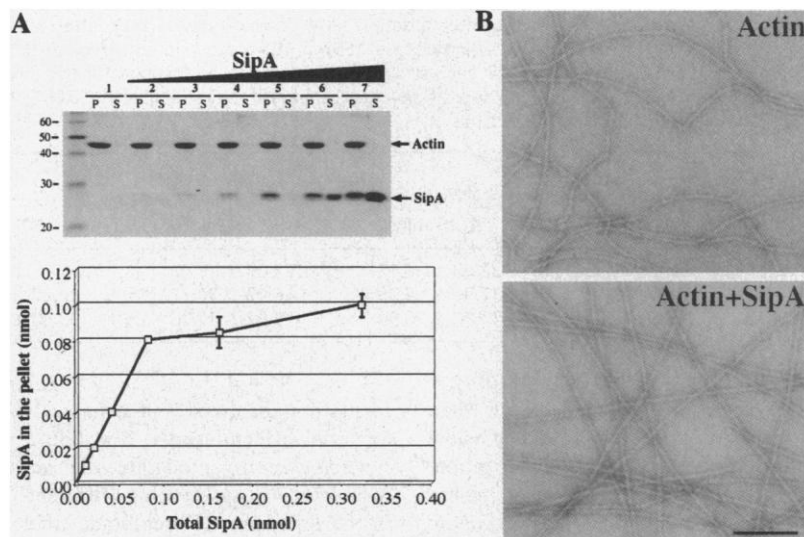 A
SipA
1 2 3 4 5 6 7
P S P S P S P S P S P S P S
60-
50-
40-
30-
20-
Actin
SipA
0.12
0.10
0.08
0.06
0.04
0.02
0.00
SipA in the pellet (nmol)
0.00 0.05 0.10 0.15 0.20 0.25 0.30 0.35 0.40
Total SipA (nmol)
B
Actin
Actin+SipA